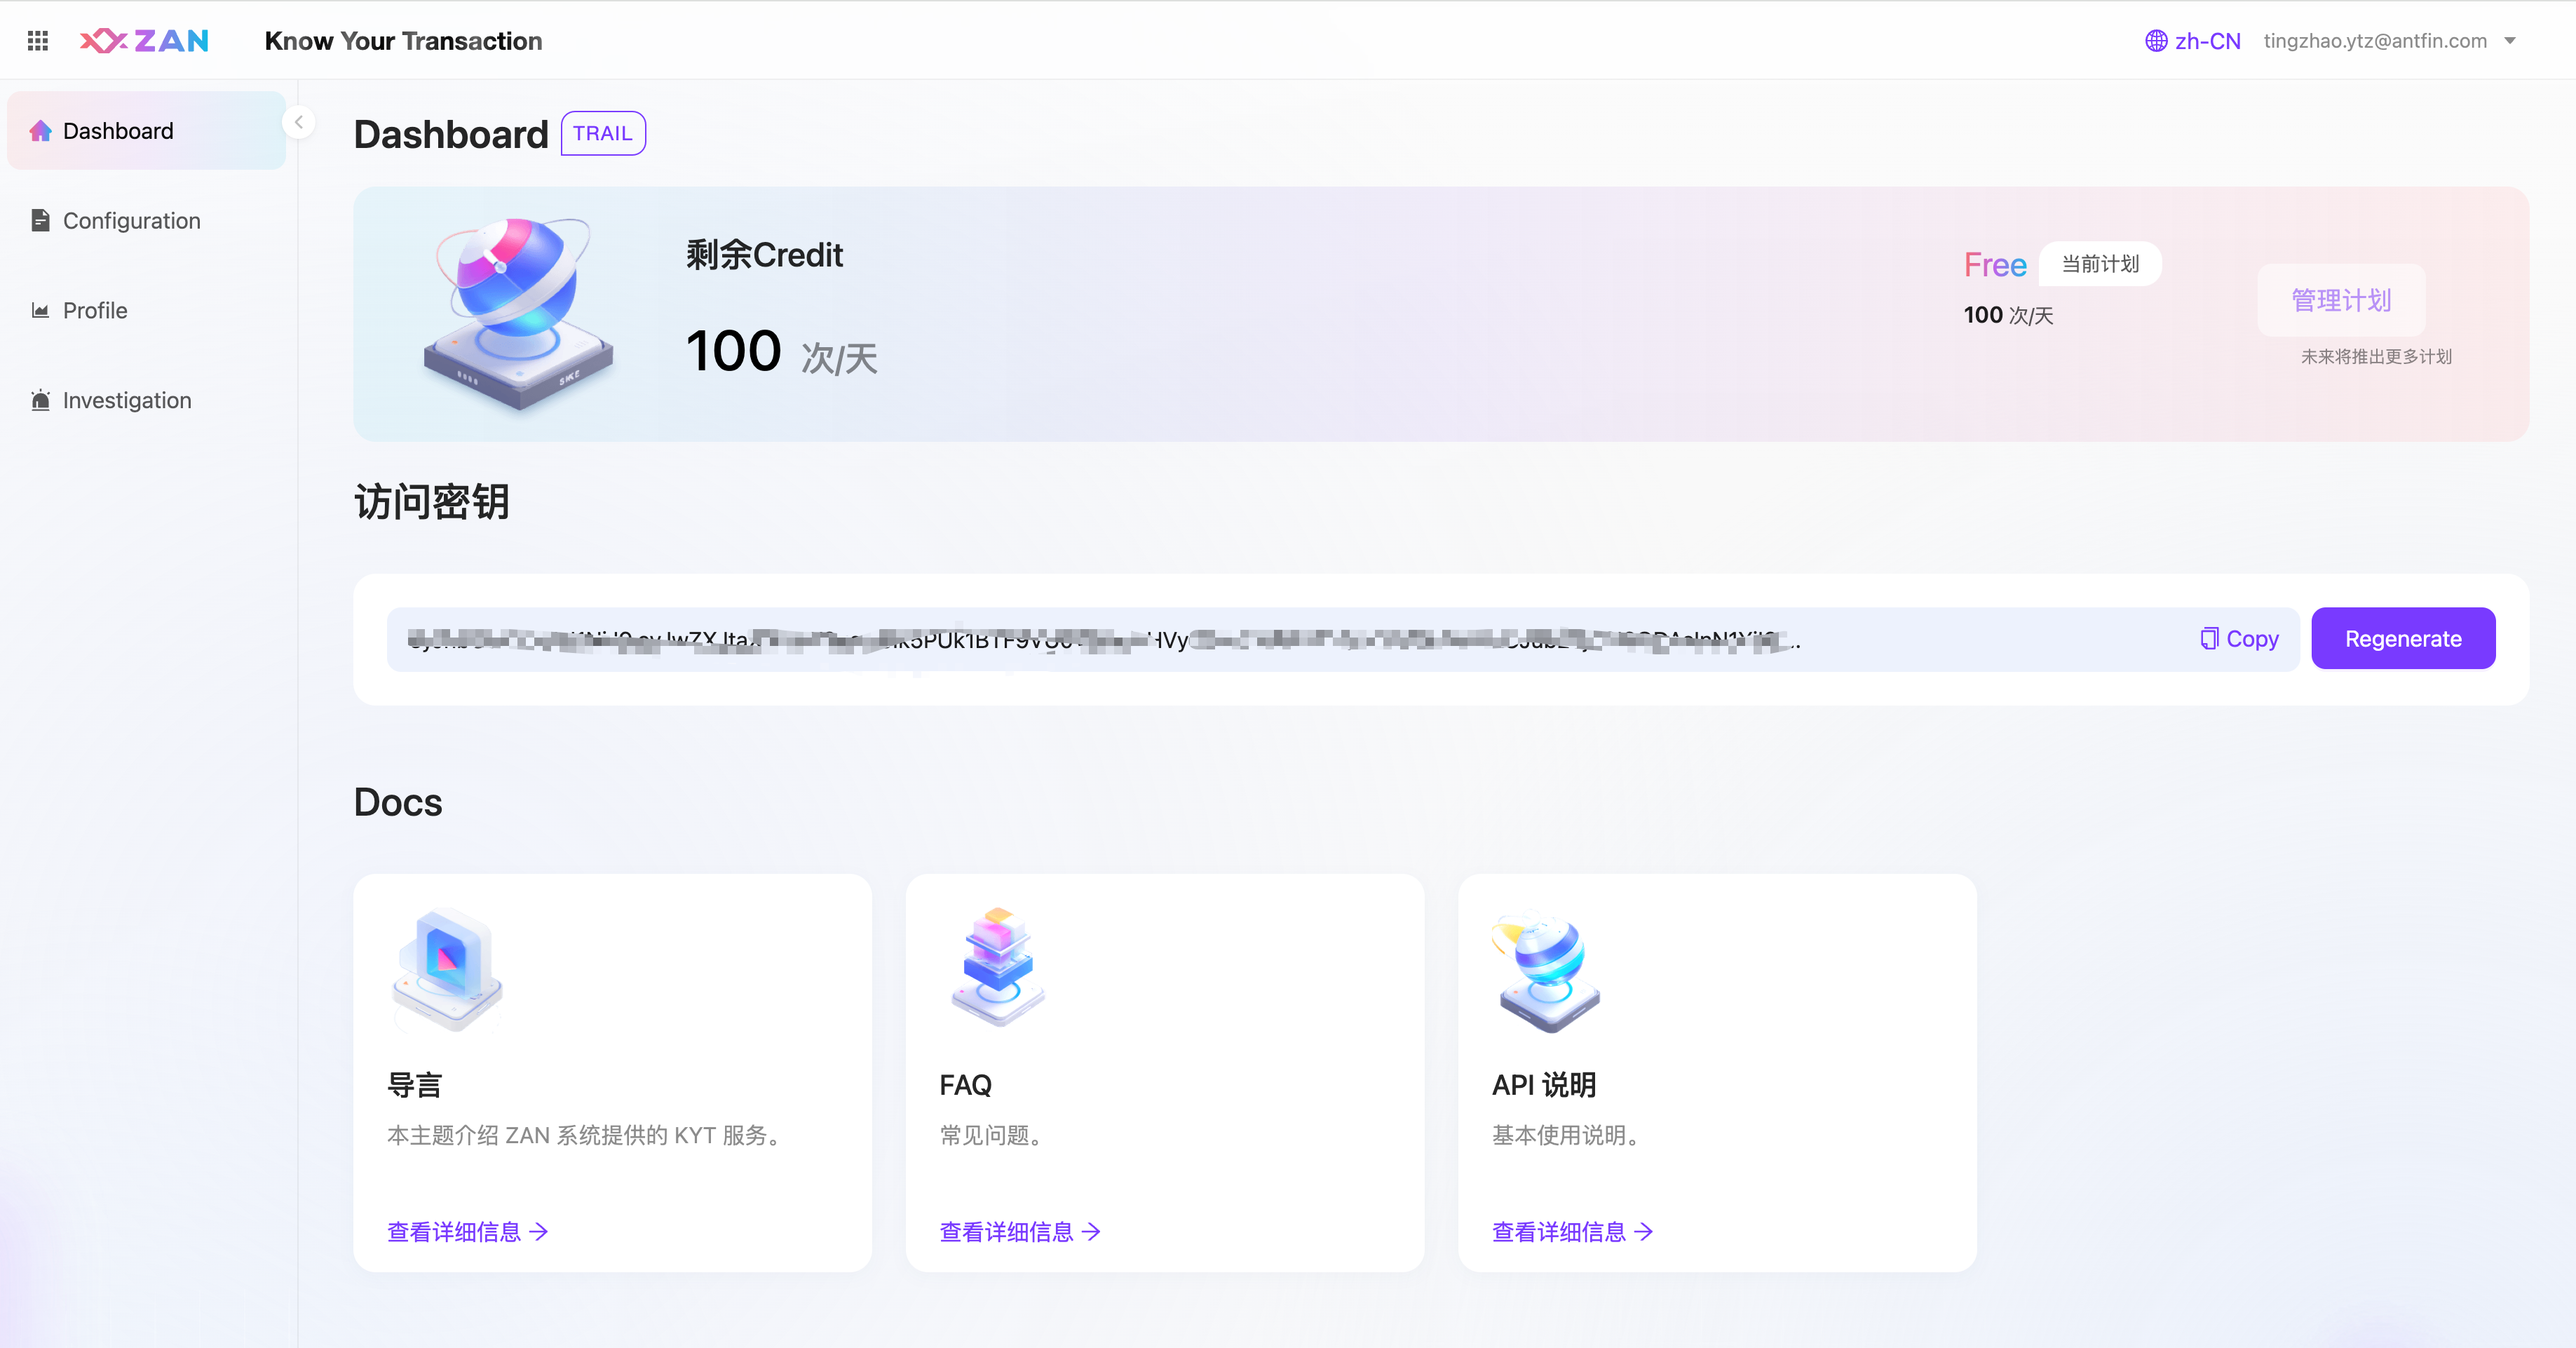 ZAN
Know Your Transaction
zh-CN
tingzhao.ytz@antfin.com
Dashboard
Configuration
Profile
Investigation
Dashboard
TRAIL
剩余Credit
100 次/天
Free
当前计划
100 次/天
管理计划
未来将推出更多计划
访问密钥
Copy
Regenerate
Docs
导言
本主题介绍 ZAN 系统提供的 KYT 服务。
查看详细信息
FAQ
常见问题。
查看详细信息
API 说明
基本使用说明。
查看详细信息